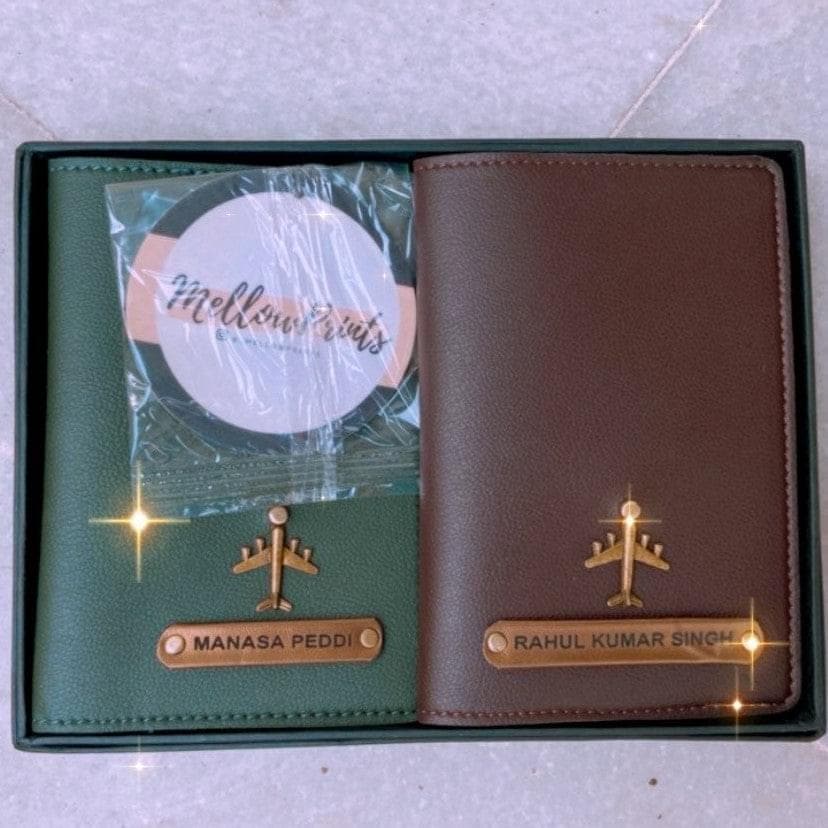 MellowPrints
MANASA PEDDI
RAHUL KUMAR SINGH